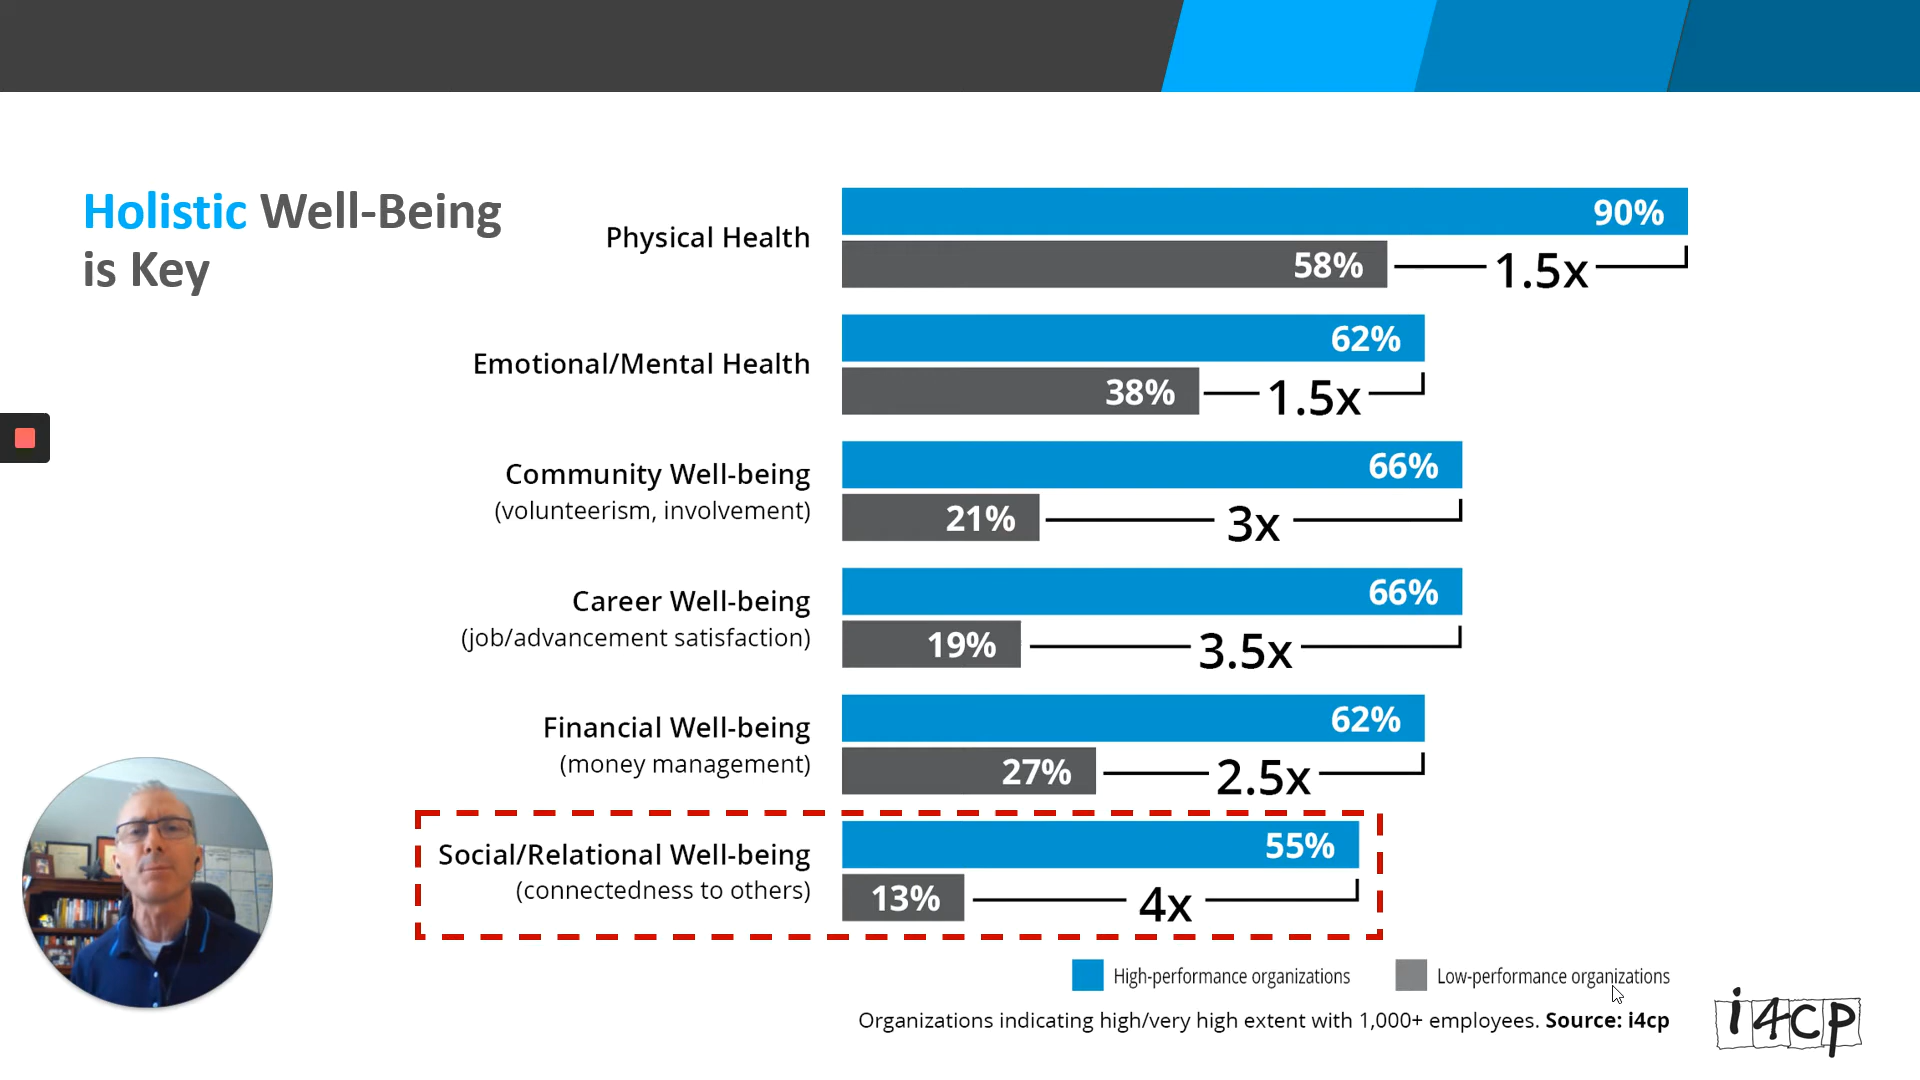 Holistic Well-Being
is Key
Physical Health
90%
58%
1.5x
Emotional/Mental Health
62%
38%
1.5x
Community Well-being
(volunteerism, involvement)
66%
21%
3x
Career Well-being
(job/advancement satisfaction)
66%
19%
3.5x
Financial Well-being
(money management)
62%
27%
2.5x
Social/Relational Well-being
(connectedness to others)
55%
13%
4x
High-performance organizations
Low-performance organizations
Organizations indicating high/very high extent with 1,000+ employees. Source: i4cp
i4cp